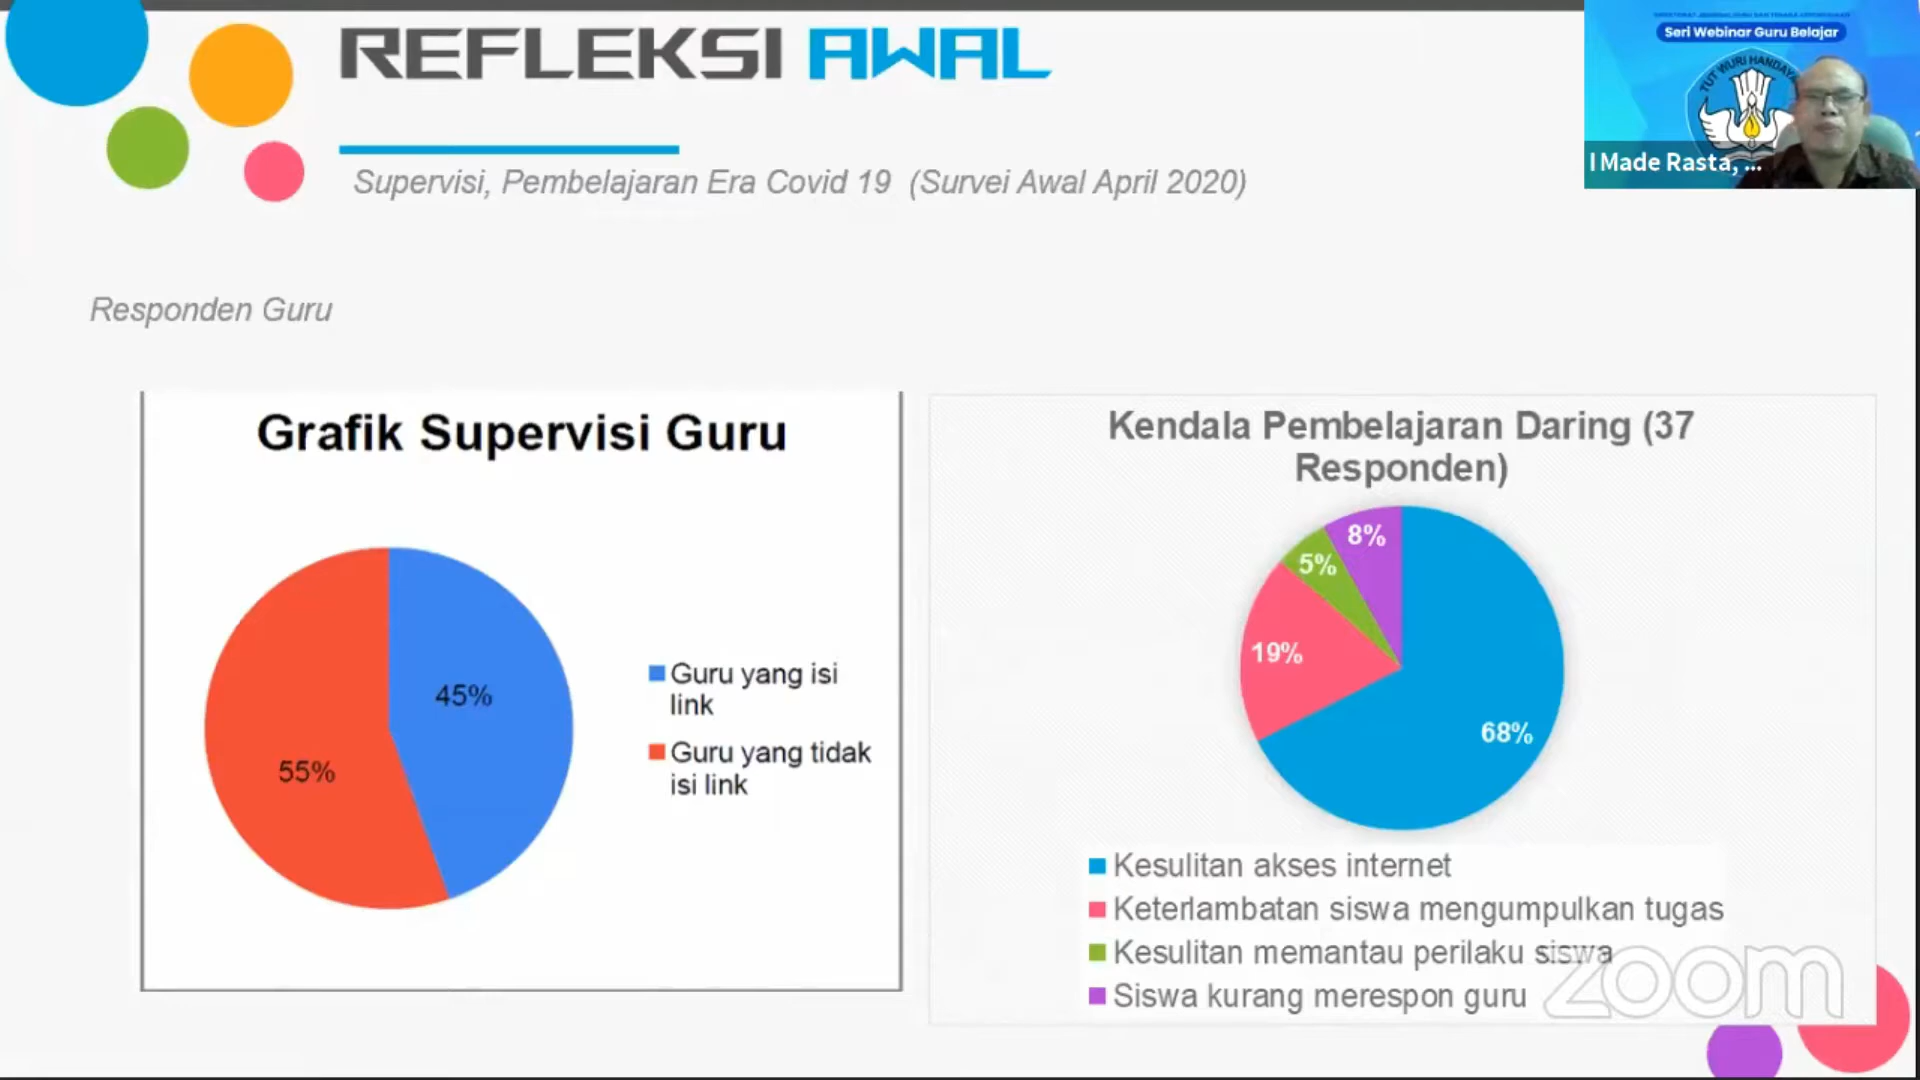 REFLEKSI AWAL
Supervisi, Pembelajaran Era Covid 19 (Survei Awal April 2020)
Seri Webinar Guru Belajar
TUT WURI HANDAYA
I Made Rasta, ...
Responden Guru
Grafik Supervisi Guru
45%
55%
Guru yang isi
link
Guru yang tidak
isi link
Kendala Pembelajaran Daring (37
Responden)
8%
5%
19%
68%
Kesulitan akses internet
Keterlambatan siswa mengumpulkan tugas
Kesulitan memantau perilaku siswa
Siswa kurang merespon guru
zoom